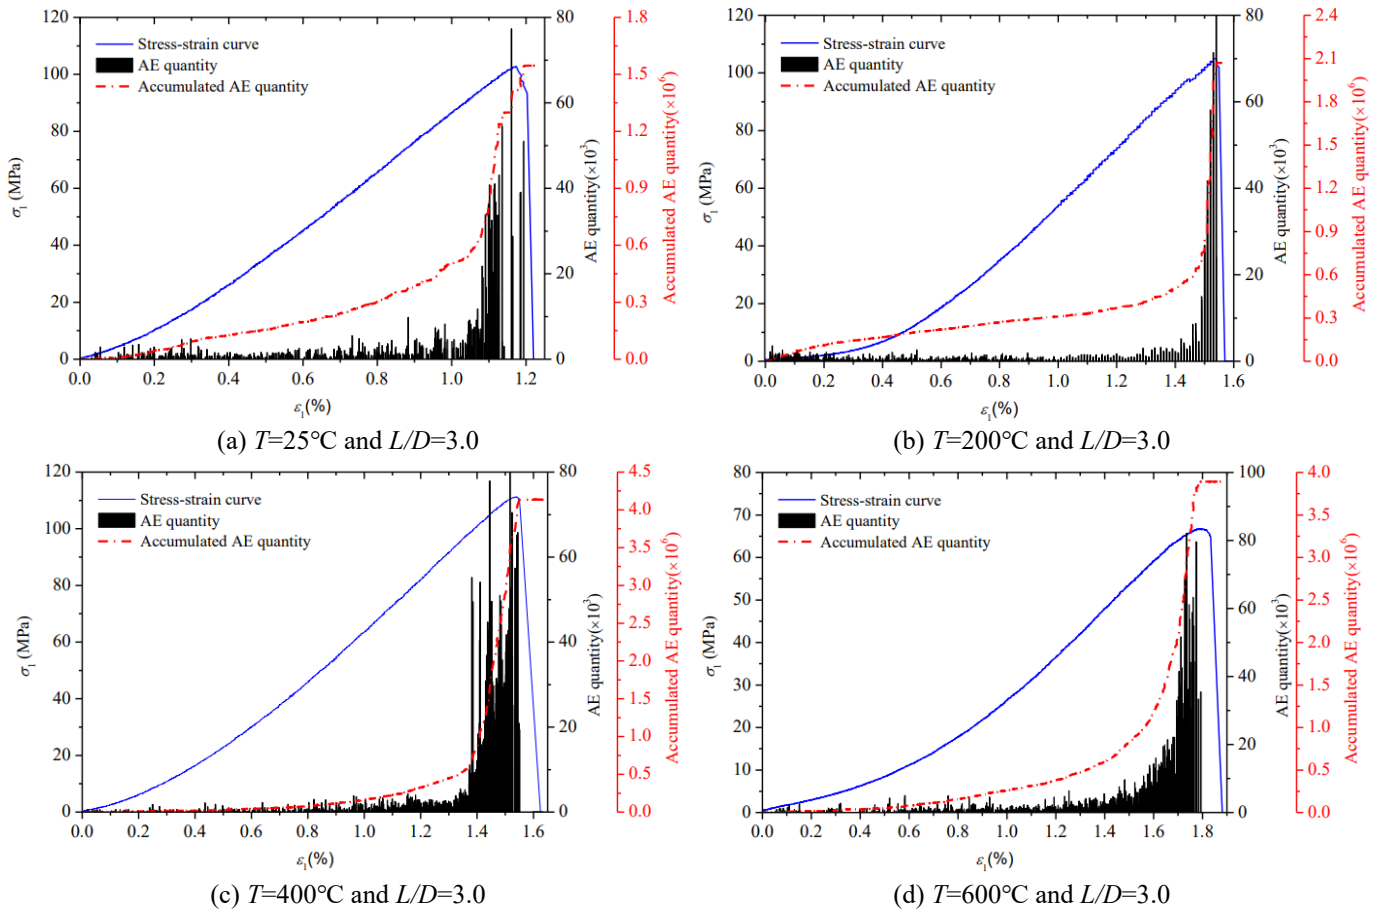 Stress-strain curve
AE quantity
Accumulated AE quantity
0 20 40 60 80 100 120
σ1 (MPa)
0.0 0.2 0.4 0.6 0.8 1.0 1.2
ε1(%)
0 20 40 60 80
AE quantity(×10³)
0.0 0.3 0.6 0.9 1.2 1.5 1.8
Accumulated AE quantity(×10⁶)
(a) T=25°C and L/D=3.0
Stress-strain curve
AE quantity
Accumulated AE quantity
0 20 40 60 80 100 120
σ1 (MPa)
0.0 0.2 0.4 0.6 0.8 1.0 1.2 1.4 1.6
ε1(%)
0 20 40 60 80
AE quantity(×10³)
0.0 0.3 0.6 0.9 1.2 1.5 1.8 2.1 2.4
Accumulated AE quantity(×10⁶)
(b) T=200°C and L/D=3.0
Stress-strain curve
AE quantity
Accumulated AE quantity
0 20 40 60 80 100 120
σ1 (MPa)
0.0 0.2 0.4 0.6 0.8 1.0 1.2 1.4 1.6
ε1(%)
0 20 40 60 80
AE quantity(×10³)
0.0 0.5 1.0 1.5 2.0 2.5 3.0 3.5 4.0 4.5
Accumulated AE quantity(×10⁶)
(c) T=400°C and L/D=3.0
Stress-strain curve
AE quantity
Accumulated AE quantity
0 5 10 15 20 25 30 35 40 45 50 55 60 65 70 75 80
σ1 (MPa)
0.0 0.2 0.4 0.6 0.8 1.0 1.2 1.4 1.6 1.8
ε1(%)
0 20 40 60 80 100
AE quantity(×10³)
0.0 0.5 1.0 1.5 2.0 2.5 3.0 3.5 4.0
Accumulated AE quantity(×10⁶)
(d) T=600°C and L/D=3.0